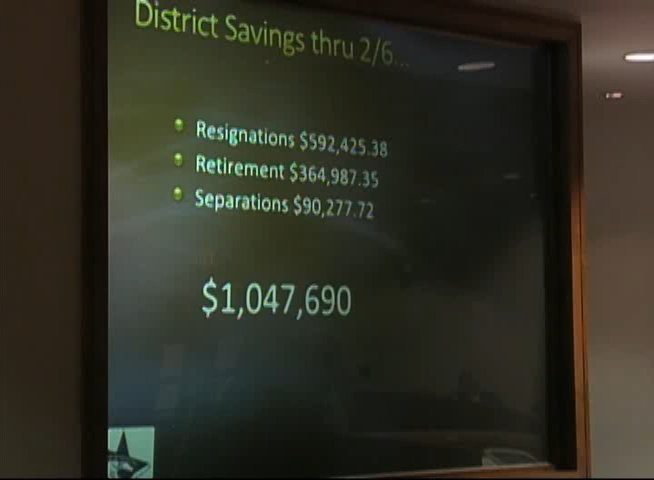 District Savings thru 2/6...
Resignations $592,425.38
Retirement $364,987.35
Separations $90,277.72
$1,047,690